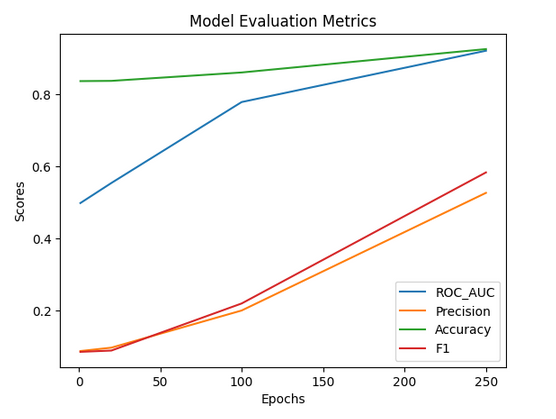 Model Evaluation Metrics
Scores
0.8
0.6
0.4
0.2
ROC_AUC
Precision
Accuracy
F1
0 50 100 150 200 250
Epochs